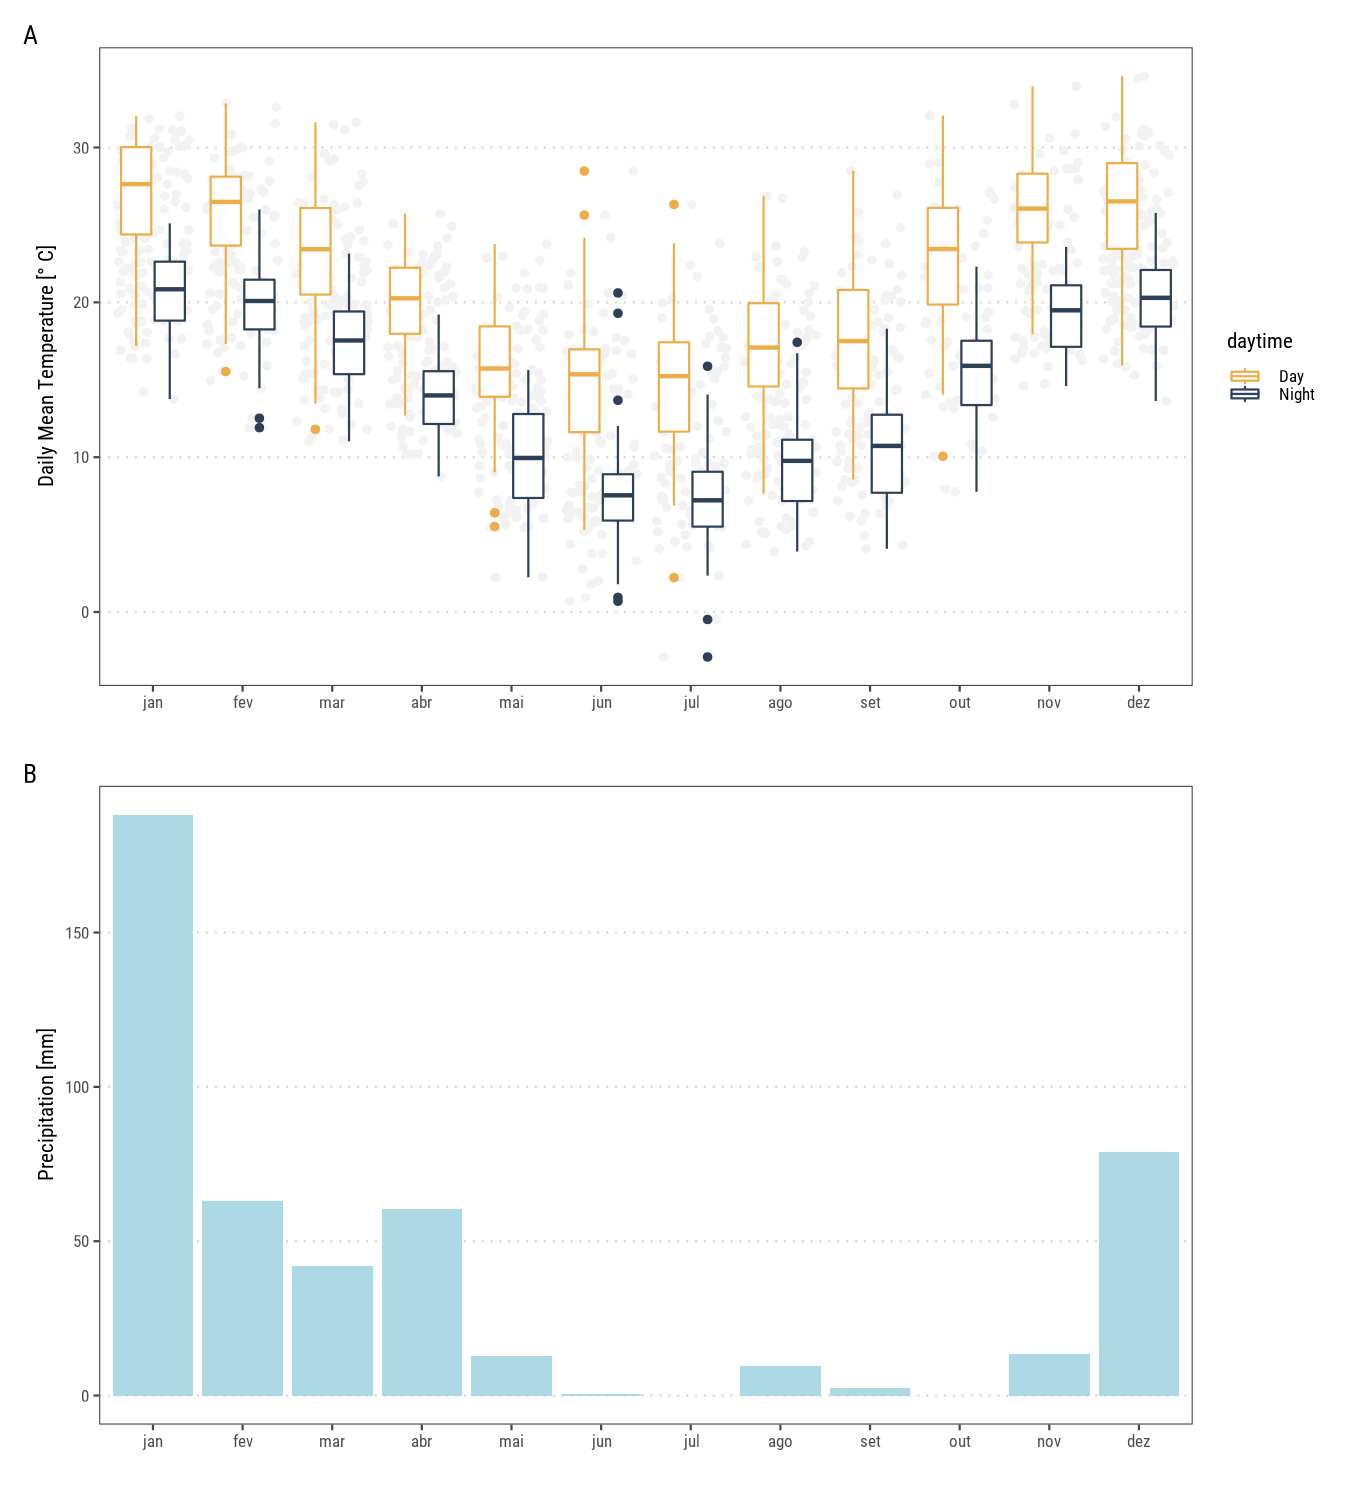 A
Daily Mean Temperature [° C]
30
20
10
0
jan fev mar abr mai jun jul ago set out nov dez
daytime
Day
Night
B
Precipitation [mm]
150
100
50
0
jan fev mar abr mai jun jul ago set out nov dez